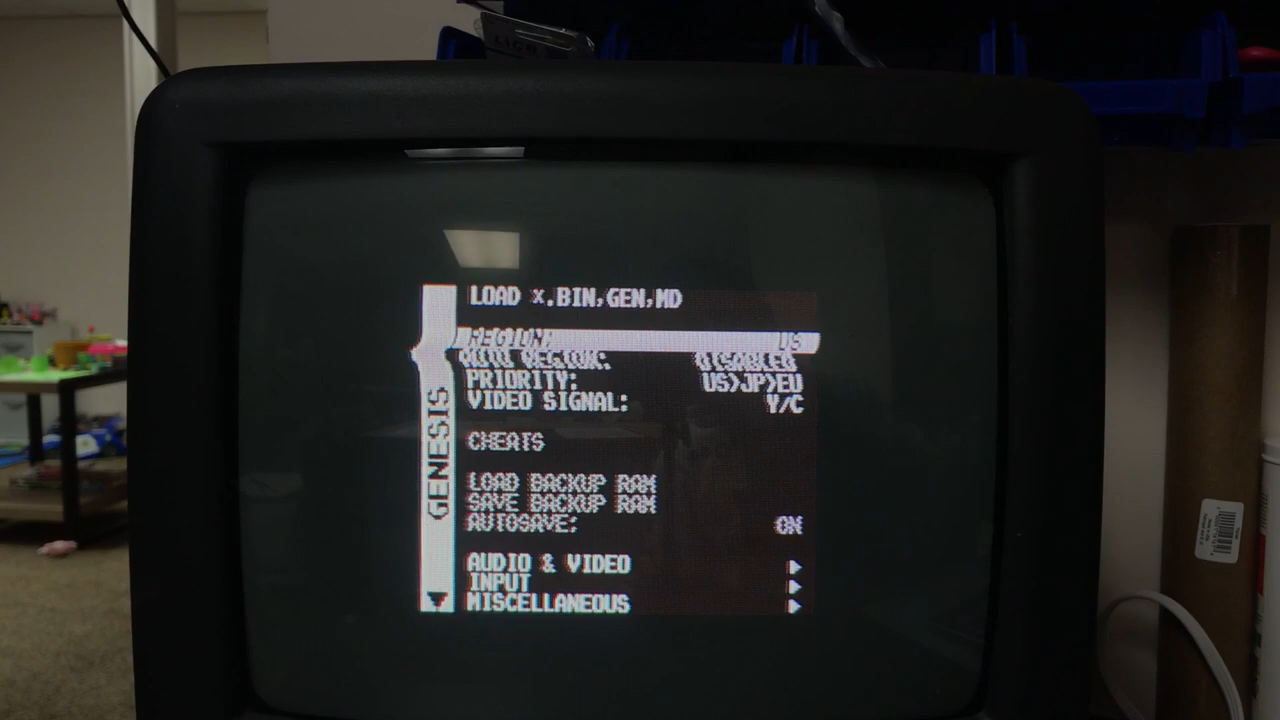 LOAD *.BIN,GEN,MD
REGION: US
AUTO REGION: DISABLED
PRIORITY: US>JP>EU
VIDEO SIGNAL: Y/C
CHEATS
LOAD BACKUP RAM
SAVE BACKUP RAM
AUTOSAVE: ON
AUDIO & VIDEO ▶
INPUT ▶
MISCELLANEOUS ▶
GENESIS